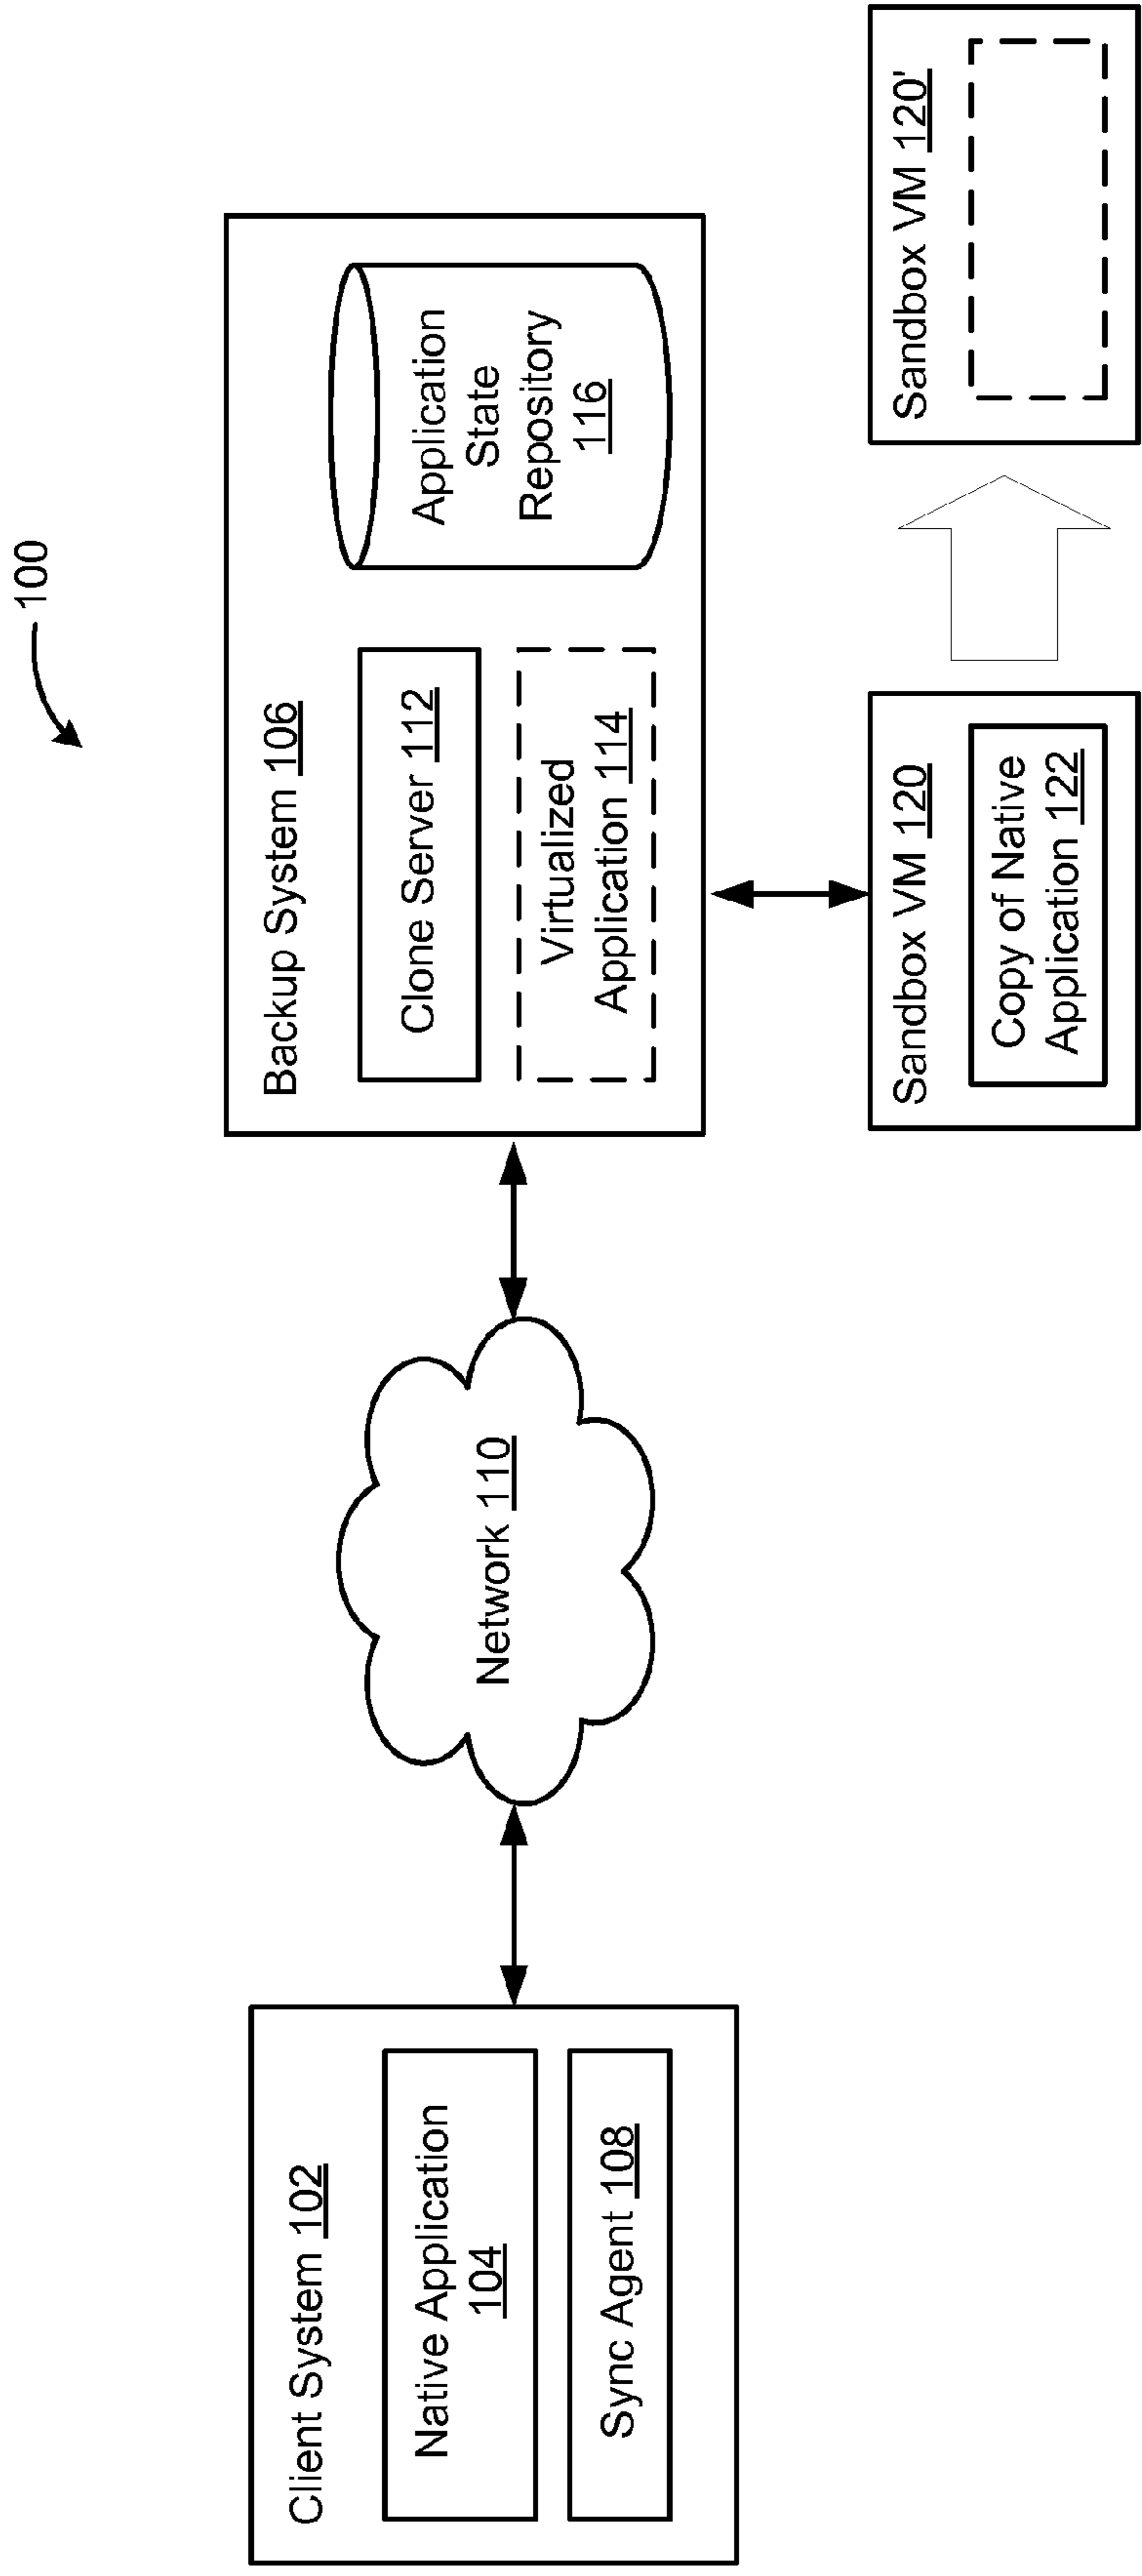 100
Client System 102
Native Application
104
Sync Agent 108
Network 110
Backup System 106
Clone Server 112
Virtualized
Application 114
Application
State
Repository
116
Sandbox VM 120
Copy of Native
Application 122
Sandbox VM 120'